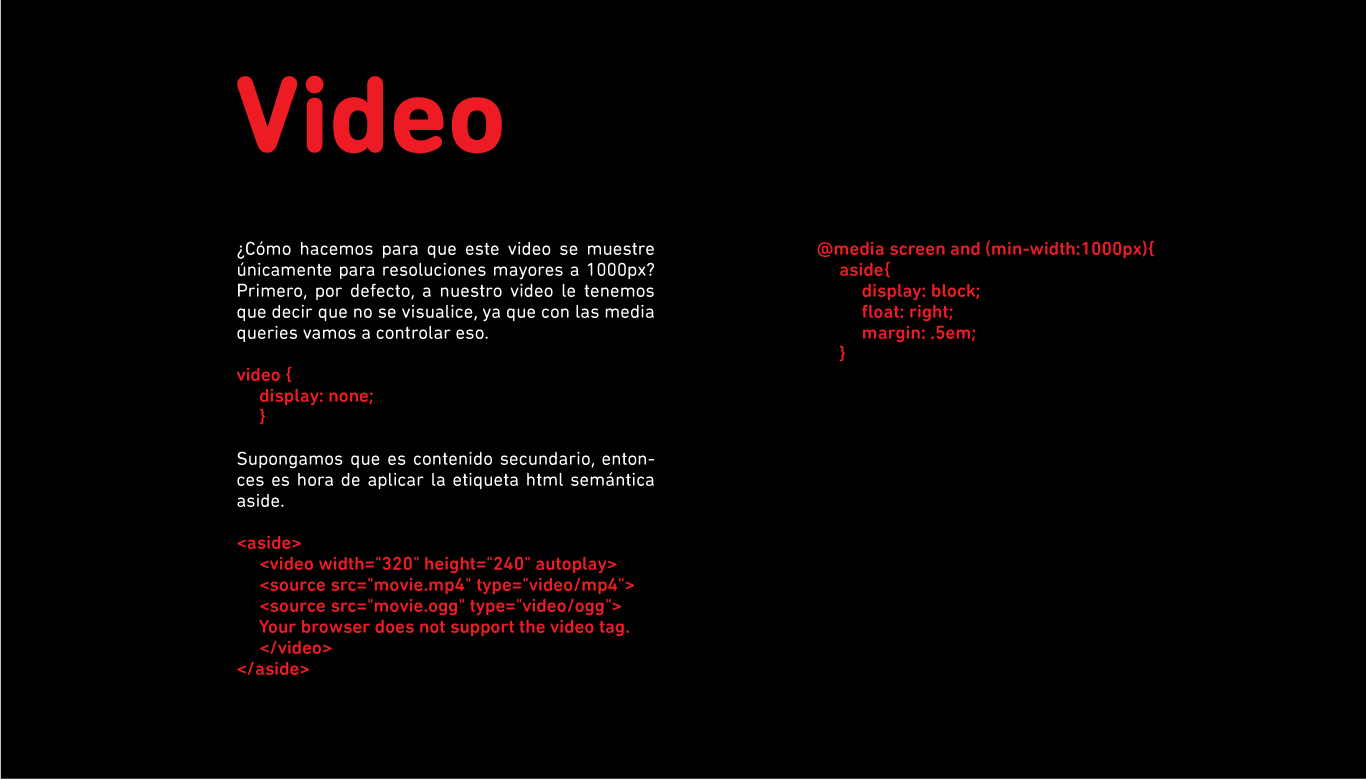 Video
¿Cómo hacemos para que este video se muestre
únicamente para resoluciones mayores a 1000px?
Primero, por defecto, a nuestro video le tenemos
que decir que no se visualice, ya que con las media
queries vamos a controlar eso.
video {
display: none;
}
Supongamos que es contenido secundario, enton-
ces es hora de aplicar la etiqueta html semántica
aside.
<aside>
<video width="320" height="240" autoplay>
<source src="movie.mp4" type="video/mp4">
<source src="movie.ogg" type="video/ogg">
Your browser does not support the video tag.
</video>
</aside>
@media screen and (min-width:1000px){
aside{
display: block;
float: right;
margin: .5em;
}